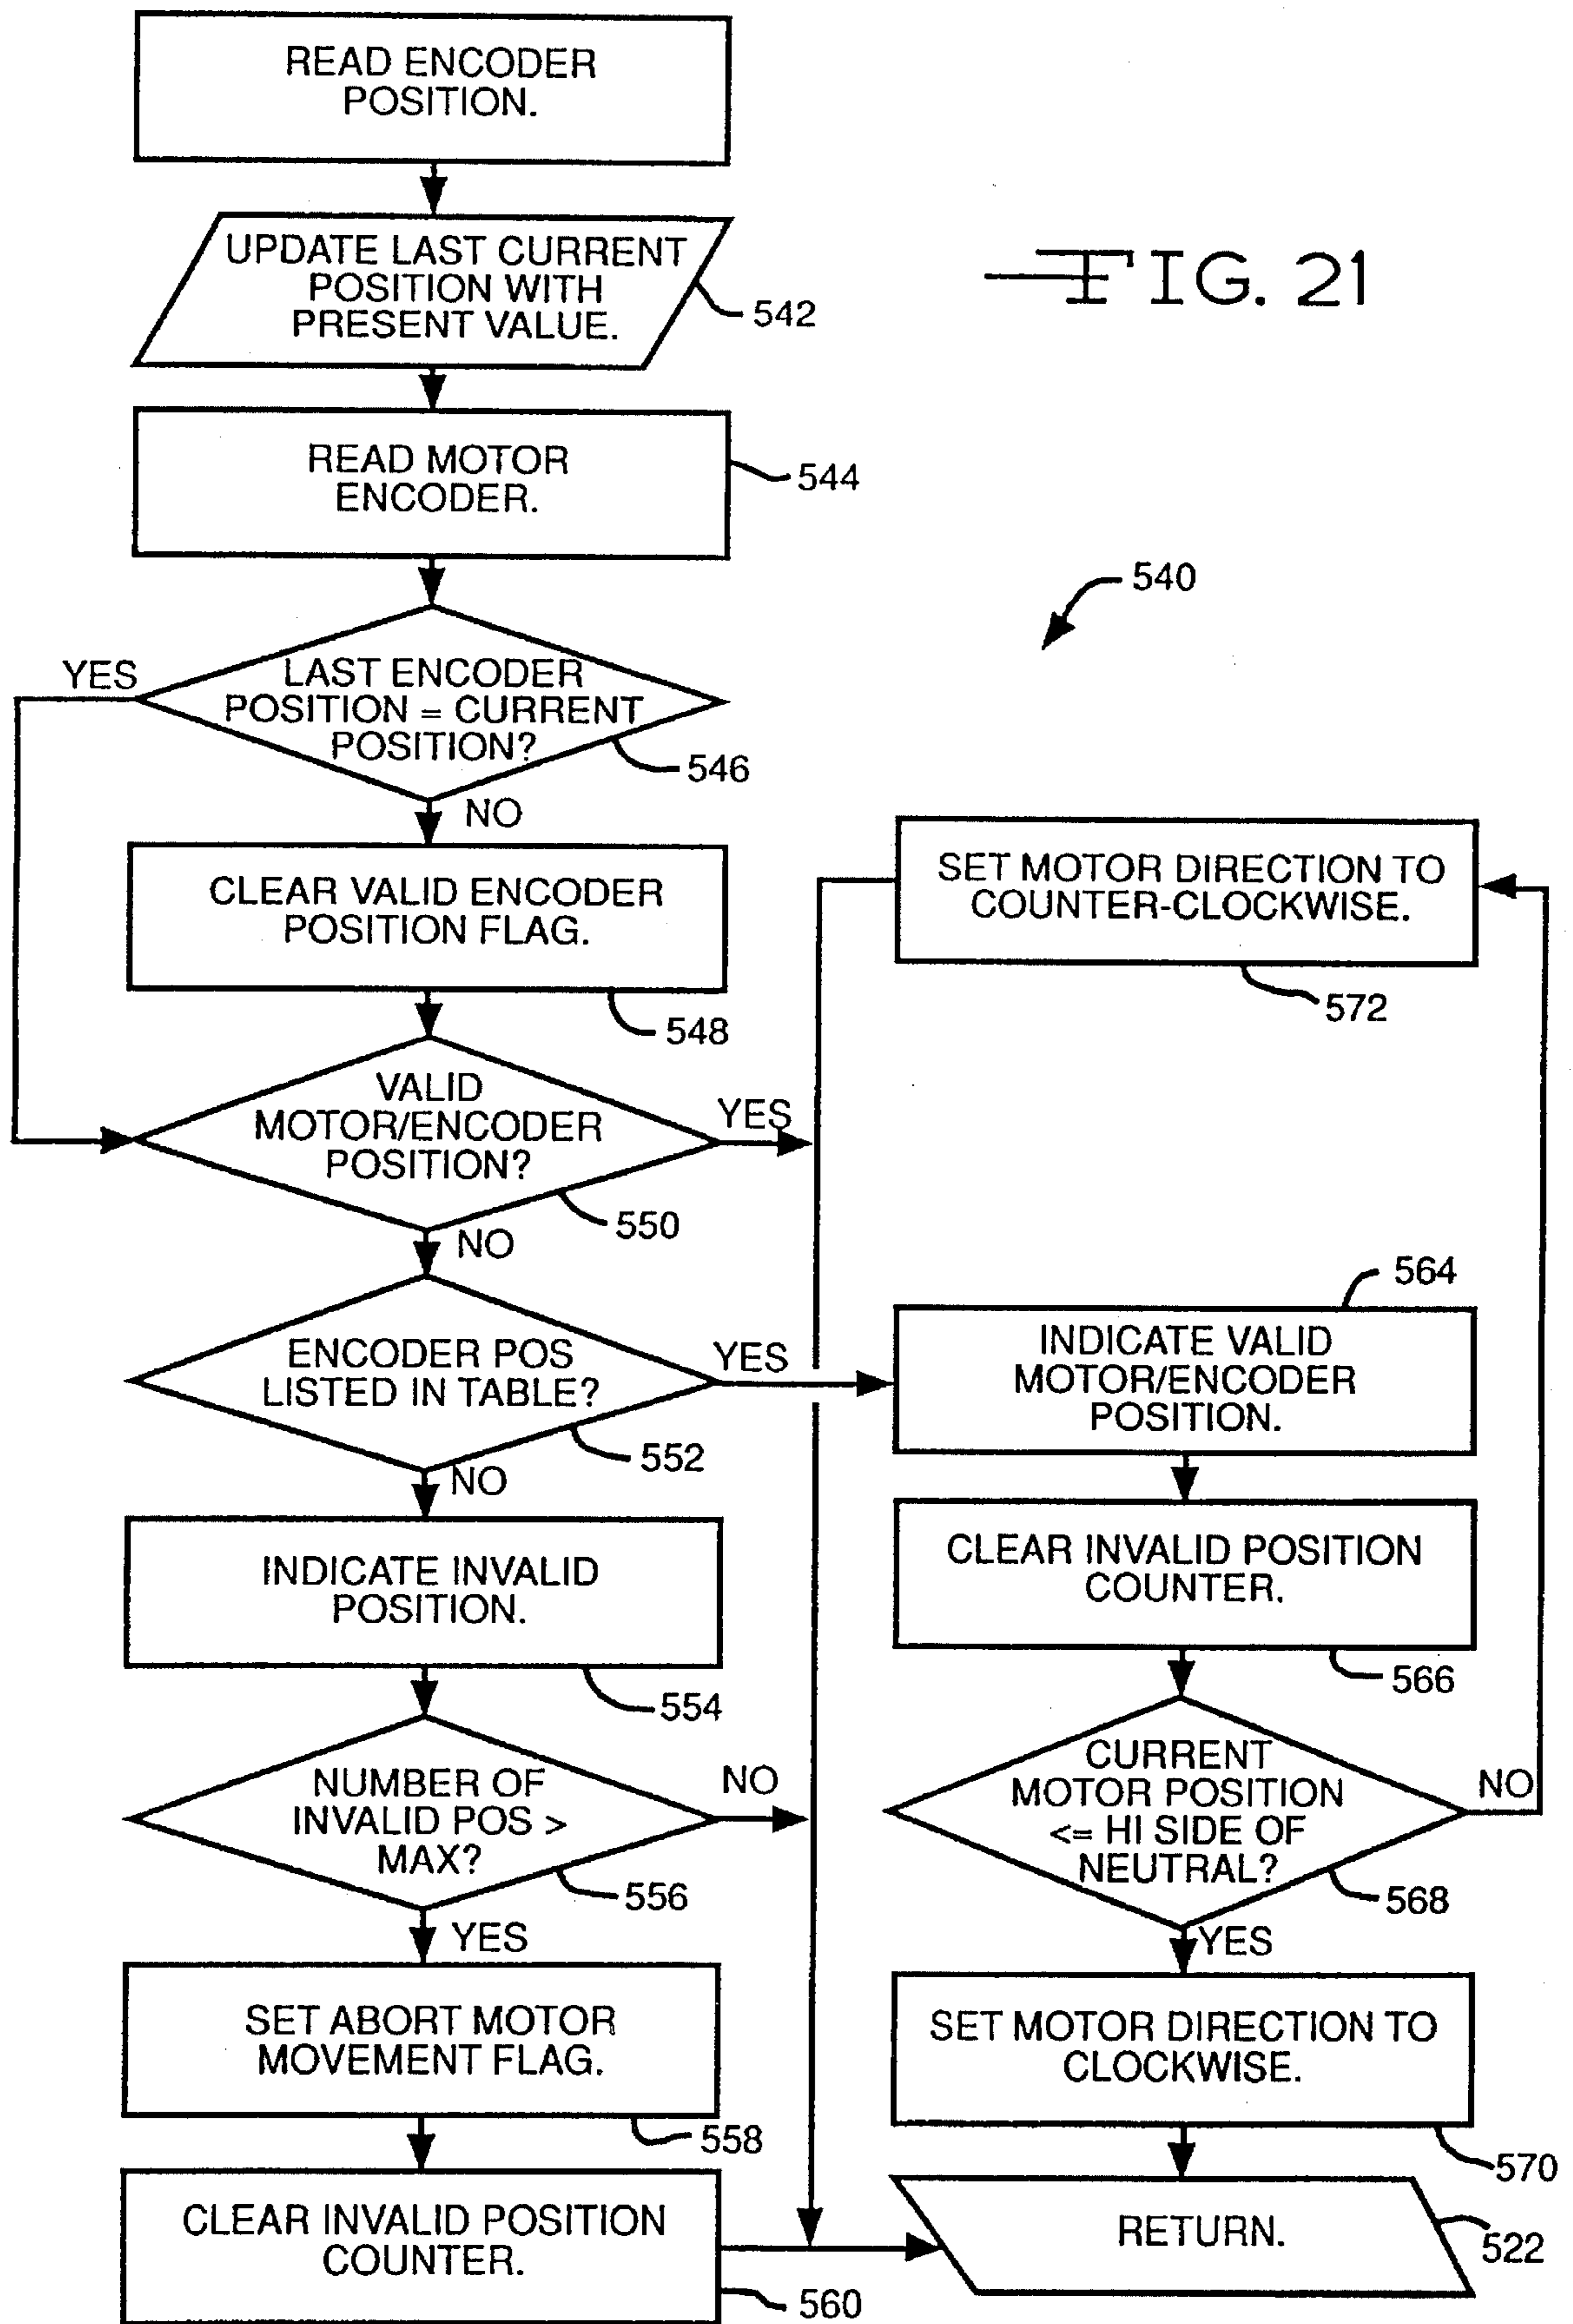 READ ENCODER
POSITION.
UPDATE LAST CURRENT
POSITION WITH
PRESENT VALUE.
542
FIG. 21
READ MOTOR
ENCODER.
544
540
YES
LAST ENCODER
POSITION = CURRENT
POSITION?
546
NO
CLEAR VALID ENCODER
POSITION FLAG.
548
SET MOTOR DIRECTION TO
COUNTER-CLOCKWISE.
572
VALID
MOTOR/ENCODER
POSITION?
YES
550
NO
ENCODER POS
LISTED IN TABLE?
YES
552
NO
564
INDICATE VALID
MOTOR/ENCODER
POSITION.
CLEAR INVALID POSITION
COUNTER.
566
INDICATE INVALID
POSITION.
554
NUMBER OF
INVALID POS >
MAX?
NO
556
YES
CURRENT
MOTOR POSITION
<= HI SIDE OF
NEUTRAL?
NO
568
YES
SET ABORT MOTOR
MOVEMENT FLAG.
558
SET MOTOR DIRECTION TO
CLOCKWISE.
570
CLEAR INVALID POSITION
COUNTER.
560
RETURN.
522